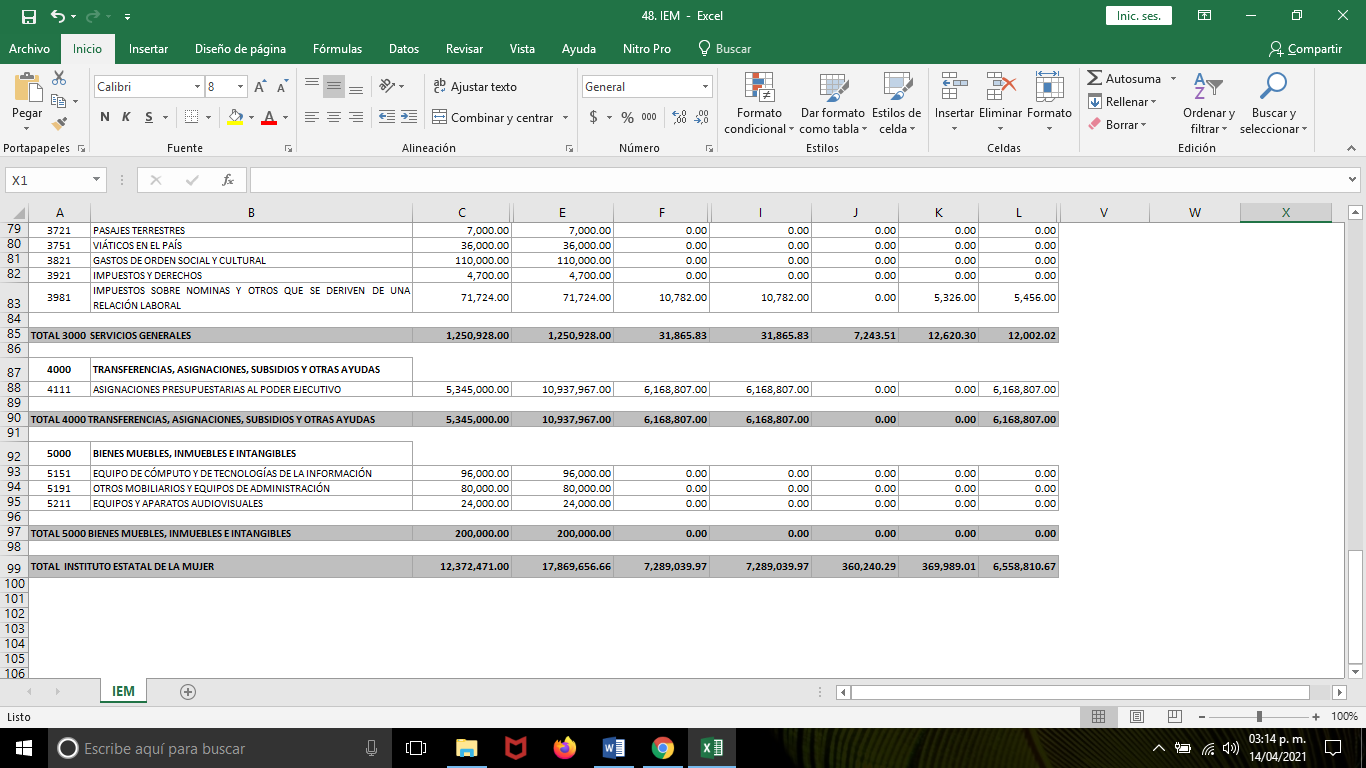 48. IEM - Excel
Inic. ses.
Archivo Inicio Insertar Diseño de página Fórmulas Datos Revisar Vista Ayuda Nitro Pro Buscar Compartir
Pegar
Calibri 8
N K S
Ajustar texto
Combinar y centrar
General
$ % 000
Formato condicional
Dar formato como tabla
Estilos de celda
Insertar Eliminar Formato
Autosuma
Rellenar
Borrar
Ordenar y filtrar
Buscar y seleccionar
Portapapeles Fuente Alineación Número Estilos Celdas Edición
X1 fx
A B C E F I J K L V W X
79 3721 PASAJES TERRESTRES 7,000.00 7,000.00 0.00 0.00 0.00 0.00 0.00
80 3751 VIÁTICOS EN EL PAÍS 36,000.00 36,000.00 0.00 0.00 0.00 0.00 0.00
81 3821 GASTOS DE ORDEN SOCIAL Y CULTURAL 110,000.00 110,000.00 0.00 0.00 0.00 0.00 0.00
82 3921 IMPUESTOS Y DERECHOS 4,700.00 4,700.00 0.00 0.00 0.00 0.00 0.00
83 3981 IMPUESTOS SOBRE NOMINAS Y OTROS QUE SE DERIVEN DE UNA
RELACIÓN LABORAL 71,724.00 71,724.00 10,782.00 10,782.00 0.00 5,326.00 5,456.00
84
85 TOTAL 3000 SERVICIOS GENERALES 1,250,928.00 1,250,928.00 31,865.83 31,865.83 7,243.51 12,620.30 12,002.02
86
87 4000 TRANSFERENCIAS, ASIGNACIONES, SUBSIDIOS Y OTRAS AYUDAS
88 4111 ASIGNACIONES PRESUPUESTARIAS AL PODER EJECUTIVO 5,345,000.00 10,937,967.00 6,168,807.00 6,168,807.00 0.00 0.00 6,168,807.00
89
90 TOTAL 4000 TRANSFERENCIAS, ASIGNACIONES, SUBSIDIOS Y OTRAS AYUDAS 5,345,000.00 10,937,967.00 6,168,807.00 6,168,807.00 0.00 0.00 6,168,807.00
91
92 5000 BIENES MUEBLES, INMUEBLES E INTANGIBLES
93 5151 EQUIPO DE CÓMPUTO Y DE TECNOLOGÍAS DE LA INFORMACIÓN 96,000.00 96,000.00 0.00 0.00 0.00 0.00 0.00
94 5191 OTROS MOBILIARIOS Y EQUIPOS DE ADMINISTRACIÓN 80,000.00 80,000.00 0.00 0.00 0.00 0.00 0.00
95 5211 EQUIPOS Y APARATOS AUDIOVISUALES 24,000.00 24,000.00 0.00 0.00 0.00 0.00 0.00
96
97 TOTAL 5000 BIENES MUEBLES, INMUEBLES E INTANGIBLES 200,000.00 200,000.00 0.00 0.00 0.00 0.00 0.00
98
99 TOTAL INSTITUTO ESTATAL DE LA MUJER 12,372,471.00 17,869,656.66 7,289,039.97 7,289,039.97 360,240.29 369,989.01 6,558,810.67
100
101
102
103
104
105
106
IEM
Listo 100%
Escribe aquí para buscar
03:14 p. m.
14/04/2021